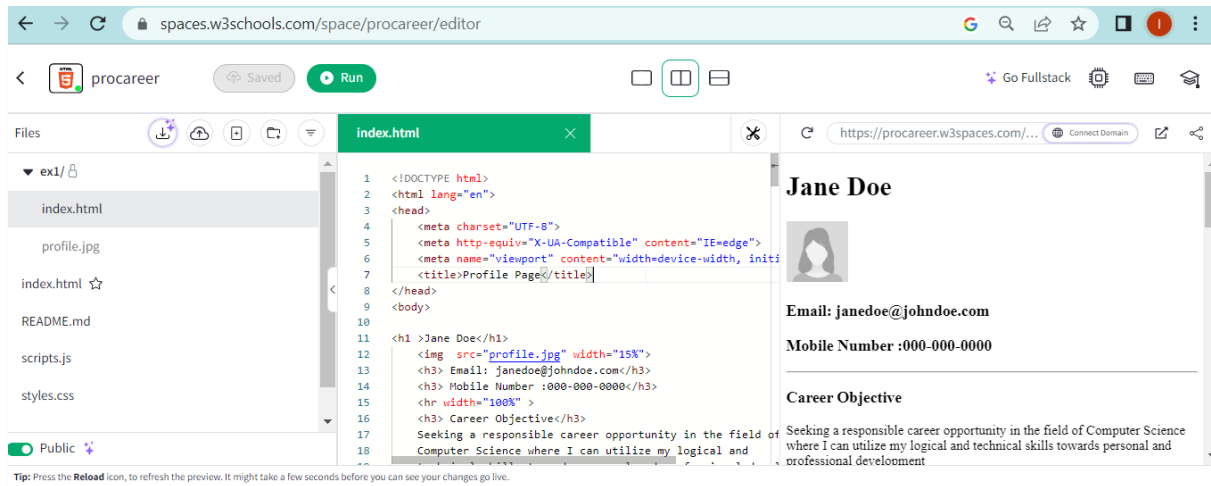 spaces.w3schools.com/space/procareer/editor
HTML
procareer
Saved
Run
Go Fullstack
Files
index.html
https://procareer.w3spaces.com/...
Connect Domain
ex1/
index.html
profile.jpg
index.html
README.md
scripts.js
styles.css
Public
1 <!DOCTYPE html>
2 <html lang="en">
3 <head>
4 <meta charset="UTF-8">
5 <meta http-equiv="X-UA-Compatible" content="IE=edge">
6 <meta name="viewport" content="width=device-width, initi
7 <title>Profile Page</title>
8 </head>
9 <body>
10
11 <h1 >Jane Doe</h1>
12 <img  src="profile.jpg" width="15%">
13 <h3> Email: janedoe@johndoe.com</h3>
14 <h3> Mobile Number :000-000-0000</h3>
15 <hr width="100%" >
16 <h3> Career Objective</h3>
17 Seeking a responsible career opportunity in the field of
18 Computer Science where I can utilize my logical and
Jane Doe
Email: janedoe@johndoe.com
Mobile Number :000-000-0000
Career Objective
Seeking a responsible career opportunity in the field of Computer Science
where I can utilize my logical and technical skills towards personal and
professional development
Tip: Press the Reload icon, to refresh the preview. It might take a few seconds before you can see your changes go live.